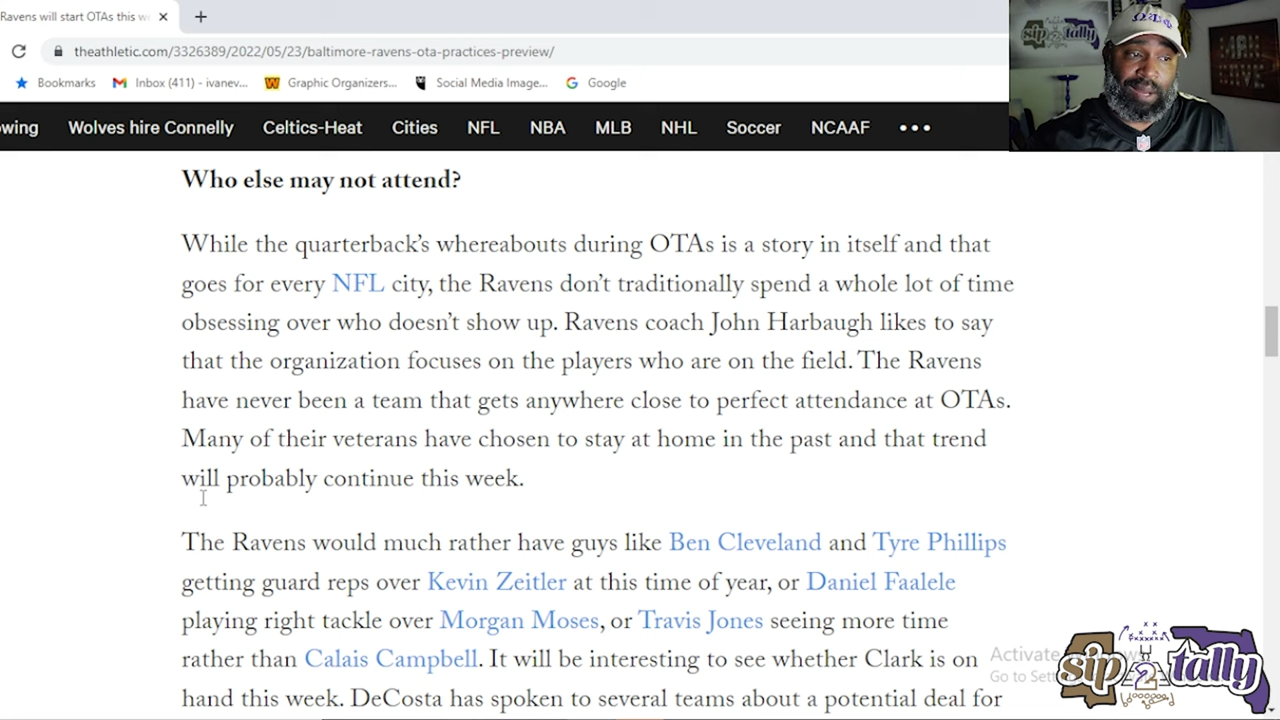 Ravens will start OTAs this w
theathletic.com/3326389/2022/05/23/baltimore-ravens-ota-practices-preview/
Bookmarks Inbox (411) - ivanev... Graphic Organizers... Social Media Image... Google
owing Wolves hire Connelly Celtics-Heat Cities NFL NBA MLB NHL Soccer NCAAF •••
Who else may not attend?
While the quarterback's whereabouts during OTAs is a story in itself and that
goes for every NFL city, the Ravens don't traditionally spend a whole lot of time
obsessing over who doesn't show up. Ravens coach John Harbaugh likes to say
that the organization focuses on the players who are on the field. The Ravens
have never been a team that gets anywhere close to perfect attendance at OTAs.
Many of their veterans have chosen to stay at home in the past and that trend
will probably continue this week.
The Ravens would much rather have guys like Ben Cleveland and Tyre Phillips
getting guard reps over Kevin Zeitler at this time of year, or Daniel Faalele
playing right tackle over Morgan Moses, or Travis Jones seeing more time
rather than Calais Campbell. It will be interesting to see whether Clark is on
hand this week. DeCosta has spoken to several teams about a potential deal for
Activate
Go to Sett
sip 2 tally
sip 2 tally